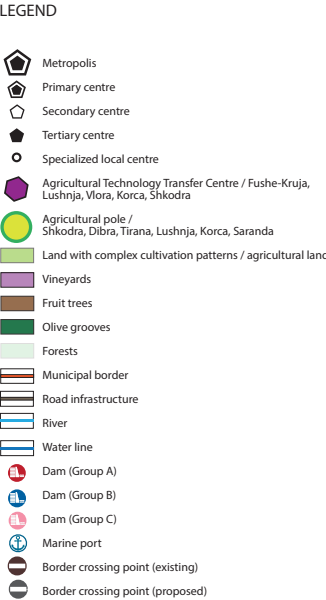 LEGEND
Metropolis
Primary centre
Secondary centre
Tertiary centre
Specialized local centre
Agricultural Technology Transfer Centre / Fushe-Kruja,
Lushnja, Vlora, Korca, Shkodra
Agricultural pole /
Shkodra, Dibra, Tirana, Lushnja, Korca, Saranda
Land with complex cultivation patterns / agricultural land
Vineyards
Fruit trees
Olive grooves
Forests
Municipal border
Road infrastructure
River
Water line
Dam (Group A)
Dam (Group B)
Dam (Group C)
Marine port
Border crossing point (existing)
Border crossing point (proposed)